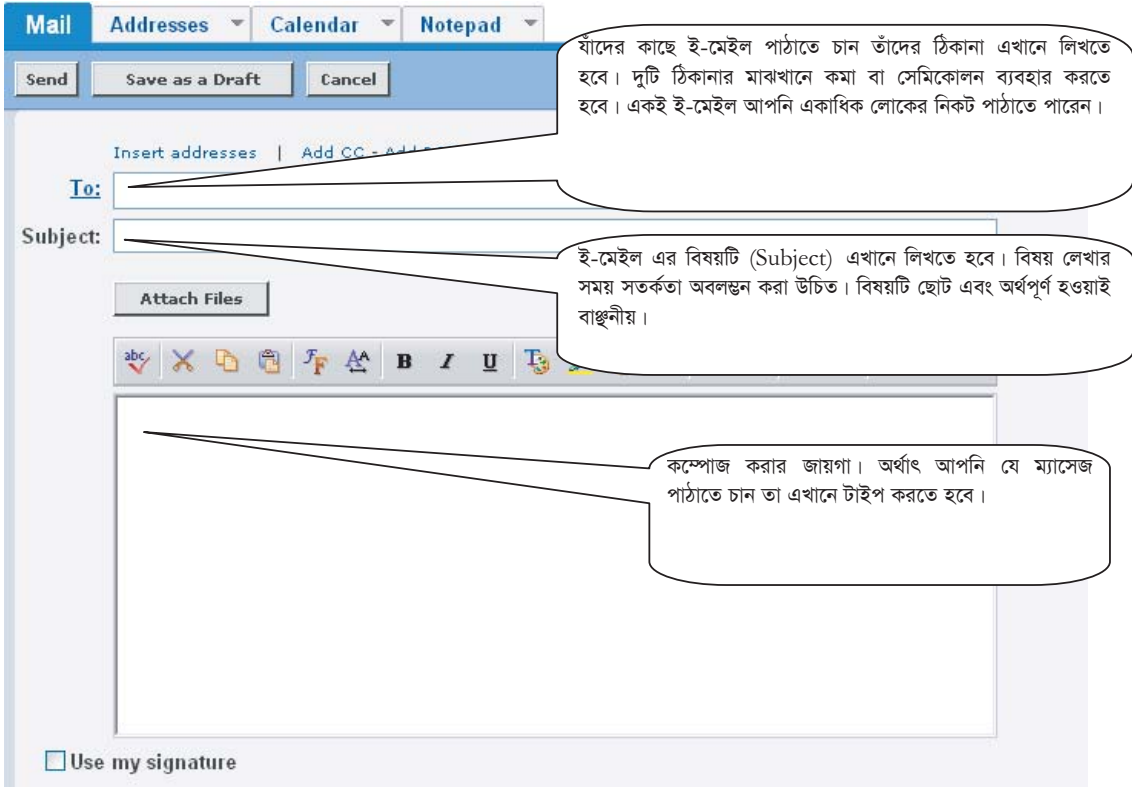 Mail Addresses Calendar Notepad
Send Save as a Draft Cancel
যাঁদের কাছে ই-মেইল পাঠাতে চান তাঁদের ঠিকানা এখানে লিখতে
হবে। দুটি ঠিকানার মাঝখানে কমা বা সেমিকোলন ব্যবহার করতে
হবে। একই ই-মেইল আপনি একাধিক লোকের নিকট পাঠাতে পারেন।
Insert addresses | Add CC - Add
To:
Subject:
ই-মেইল এর বিষয়টি (Subject) এখানে লিখতে হবে। বিষয় লেখার
সময় সতর্কতা অবলম্বন করা উচিত। বিষয়টি ছোট এবং অর্থপূর্ণ হওয়াই
বাঞ্ছনীয়।
Attach Files
abc B I U
কম্পোজ করার জায়গা। অর্থাৎ আপনি যে ম্যাসেজ
পাঠাতে চান তা এখানে টাইপ করতে হবে।
Use my signature